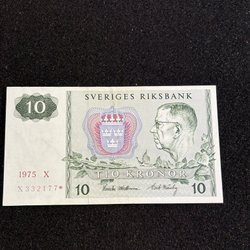 SVERIGES RIKSBANK
10
1975 X
X332177*
TIO KRONOR
10
10